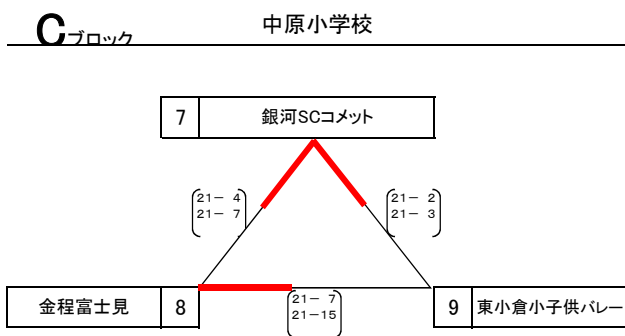 Cブロック 中原小学校
7 銀河SCコメット
21－ 4 21－ 2
21－ 7 21－ 3
金程富士見 8 21－ 7 9 東小倉小子供バレー
21－15